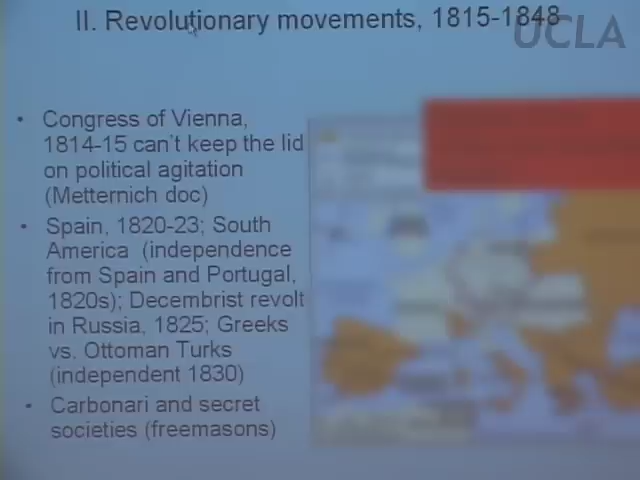 II. Revolutionary movements, 1815-1848
UCLA
• Congress of Vienna,
1814-15 can't keep the lid
on political agitation
(Metternich doc)
• Spain, 1820-23; South
America (independence
from Spain and Portugal,
1820s); Decembrist revolt
in Russia, 1825; Greeks
vs. Ottoman Turks
(independent 1830)
• Carbonari and secret
societies (freemasons)